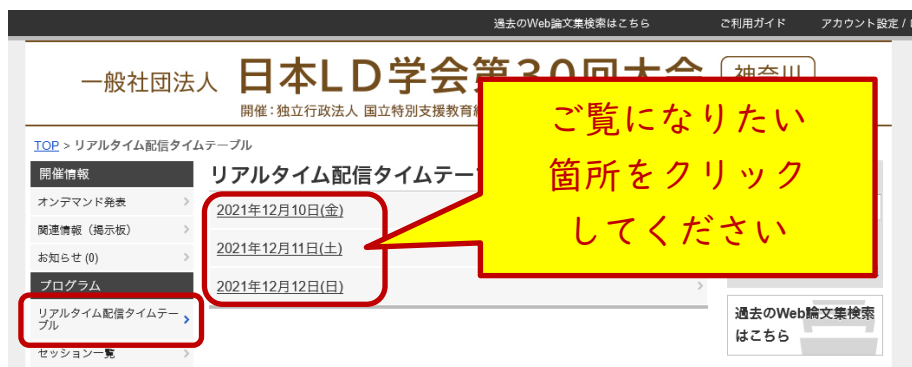 過去のWeb論文集検索はこちら ご利用ガイド アカウント設定 /
一般社団法人 日本LD学会第30回大会 神奈川
開催：独立行政法人 国立特別支援教育
TOP > リアルタイム配信タイムテーブル
開催情報
オンデマンド発表
関連情報（掲示板）
お知らせ (0)
プログラム
リアルタイム配信タイムテー
ブル
セッション一覧
リアルタイム配信タイムテー
2021年12月10日(金)
2021年12月11日(土)
2021年12月12日(日)
ご覧になりたい
箇所をクリック
してください
過去のWeb論文集検索
はこちら